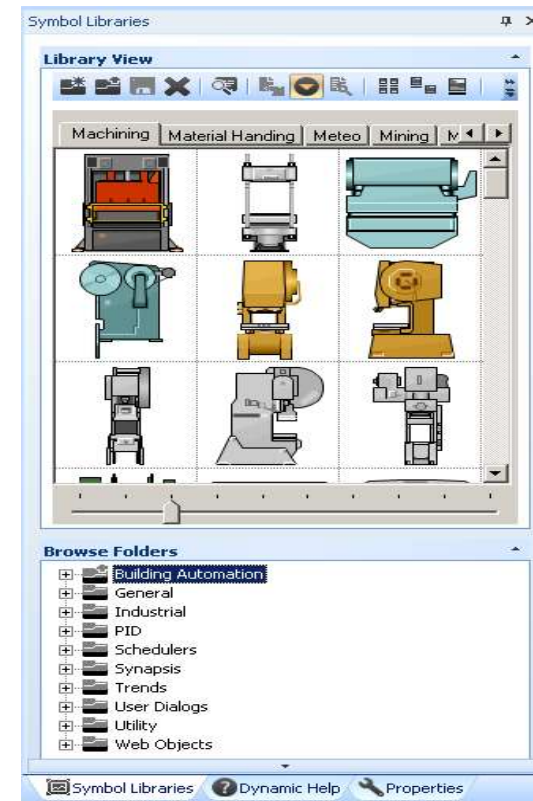 Symbol Libraries
Library View
Machining Material Handing Meteo Mining
Browse Folders
Building Automation
General
Industrial
PID
Schedulers
Synapsis
Trends
User Dialogs
Utility
Web Objects
Symbol Libraries Dynamic Help Properties